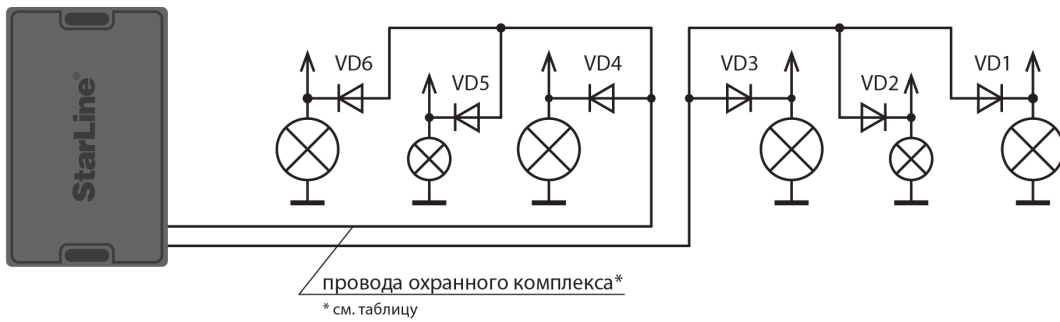 StarLine®
VD6
VD5
VD4
VD3
VD2
VD1
провода охранного комплекса*
* см. таблицу